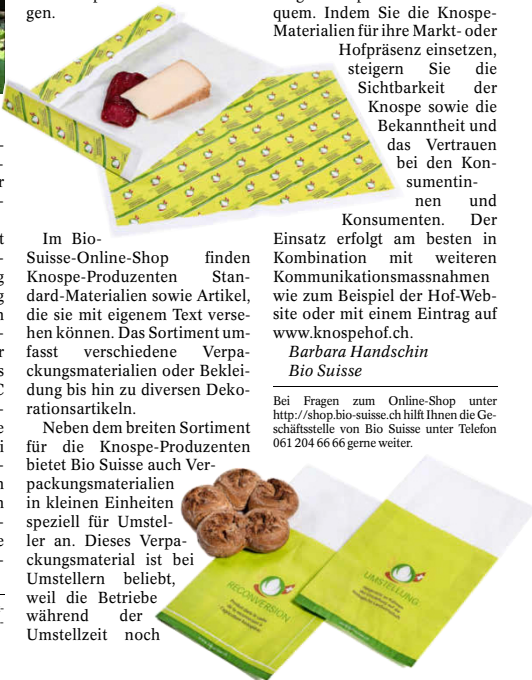 gen.
Im Bio-
Suisse-Online-Shop finden
Knospe-Produzenten Stan-
dard-Materialien sowie Artikel,
die sie mit eigenem Text verse-
hen können. Das Sortiment um-
fasst verschiedene Verpa-
ckungsmaterialien oder Beklei-
dung bis hin zu diversen Deko-
rationsartikeln.
Neben dem breiten Sortiment
für die Knospe-Produzenten
bietet Bio Suisse auch Ver-
packungsmaterialien
in kleinen Einheiten
speziell für Umstel-
ler an. Dieses Verpa-
ckungsmaterial ist bei
Umstellern beliebt,
weil die Betriebe
während der
Umstellzeit noch
quem. Indem Sie die Knospe-
Materialien für ihre Markt- oder
Hofpräsenz einsetzen,
steigern Sie die
Sichtbarkeit der
Knospe sowie die
Bekanntheit und
das Vertrauen
bei den Kon-
sumentin-
nen und
Konsumenten. Der
Einsatz erfolgt am besten in
Kombination mit weiteren
Kommunikationsmassnahmen
wie zum Beispiel der Hof-Web-
site oder mit einem Eintrag auf
www.knospehof.ch.
Barbara Handschin
Bio Suisse
Bei Fragen zum Online-Shop unter
http://shop.bio-suisse.ch hilft Ihnen die Ge-
schäftsstelle von Bio Suisse unter Telefon
061 204 66 66 gerne weiter.
RECONVERSION
UMSTELLUNG